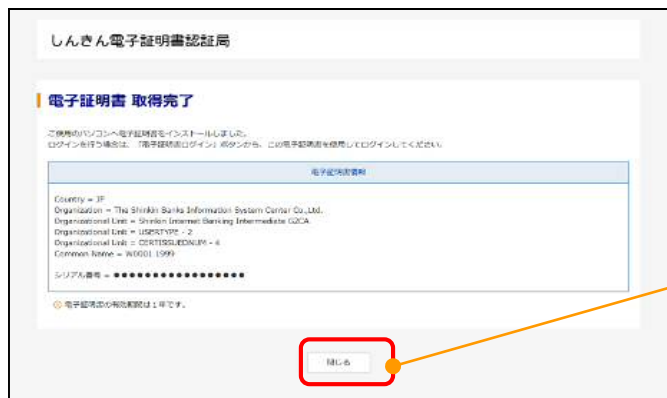 しんきん電子証明書認証局
電子証明書 取得完了
ご使用のパソコンへ電子証明書をインストールしました。
ログインを行う場合は、「電子証明書ログイン」ボタンから、この電子証明書を使用してログインしてください。
電子証明書情報
Country = JP
Organization = The Shinkin Banks Information System Center Co.,Ltd.
Organizational Unit = Shinkin Internet Banking Intermediate G2CA
Organizational Unit = USERTYPE - 2
Organizational Unit = CERTISSUEDNUM - 4
Common Name = W0001 1999
シリアル番号 = ●●●●●●●●●●●●●●●●●
電子証明書の有効期限は１年です。
閉じる